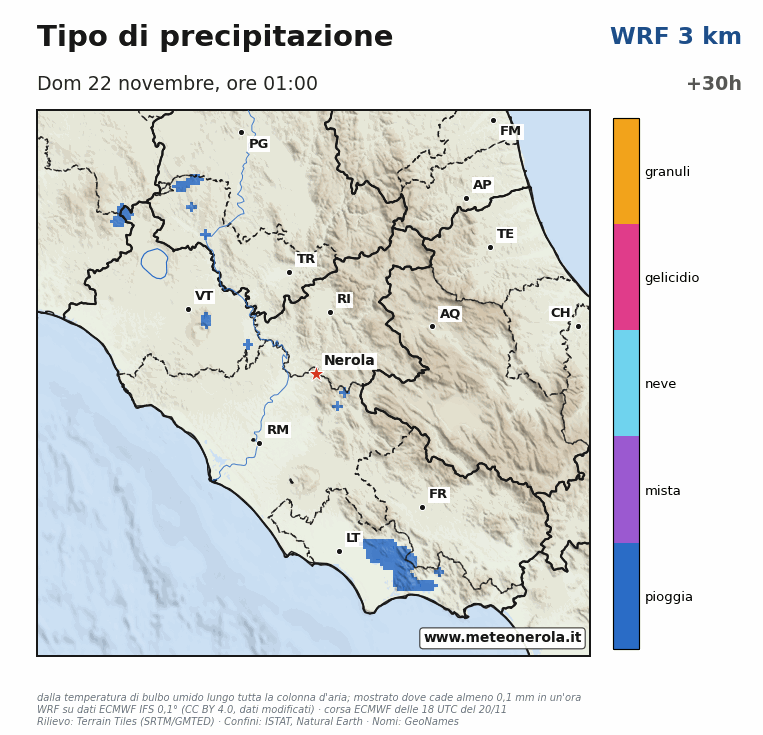 Tipo di precipitazione
WRF 3 km
Dom 22 novembre, ore 01:00
+30h
FM
PG
granuli
AP
TE
TR
gelicidio
VT
RI
AQ
CH
Nerola
neve
RM
mista
FR
LT
pioggia
www.meteonerola.it
dalla temperatura di bulbo umido lungo tutta la colonna d'aria; mostrato dove cade almeno 0,1 mm in un'ora
WRF su dati ECMWF IFS 0,1° (CC BY 4.0, dati modificati) · corsa ECMWF delle 18 UTC del 20/11
Rilievo: Terrain Tiles (SRTM/GMTED) · Confini: ISTAT, Natural Earth · Nomi: GeoNames